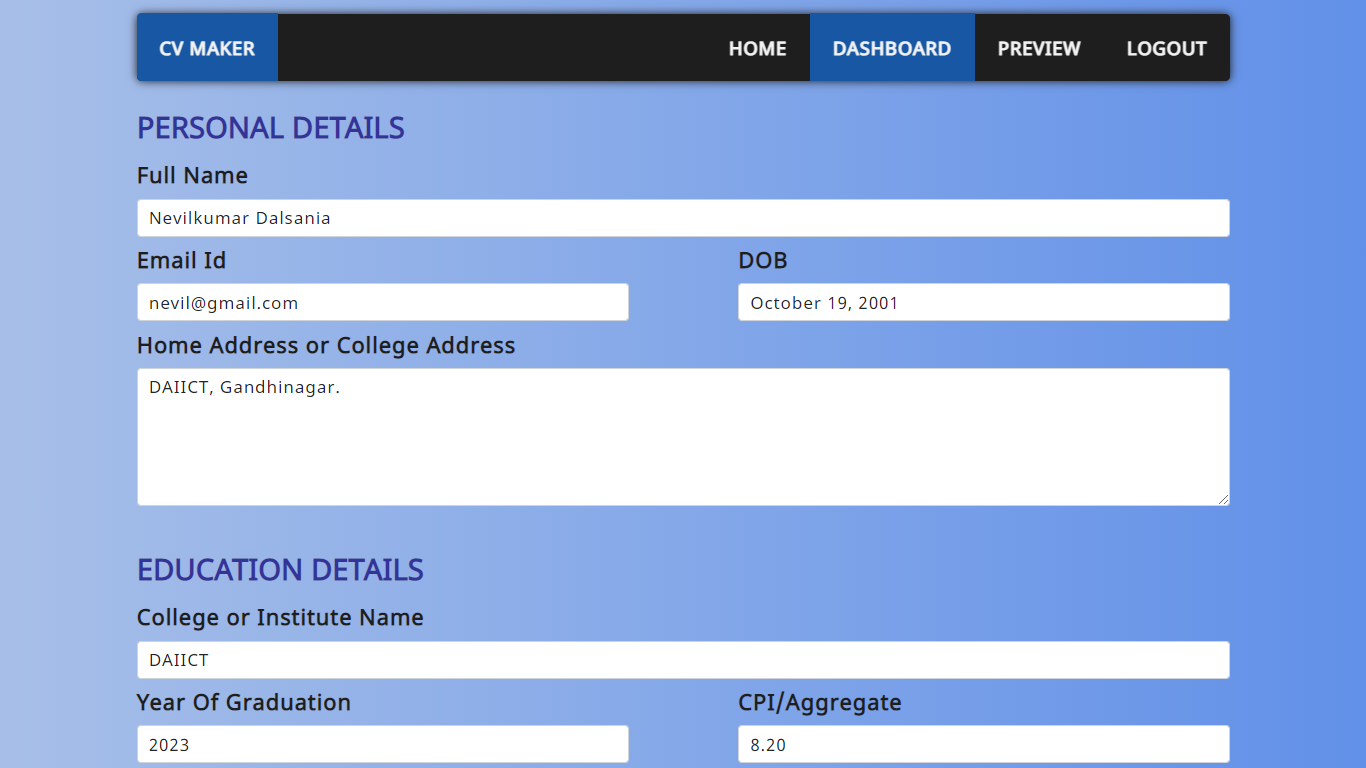 CV MAKER HOME DASHBOARD PREVIEW LOGOUT
PERSONAL DETAILS
Full Name
Nevilkumar Dalsania
Email Id DOB
nevil@gmail.com October 19, 2001
Home Address or College Address
DAIICT, Gandhinagar.
EDUCATION DETAILS
College or Institute Name
DAIICT
Year Of Graduation CPI/Aggregate
2023 8.20